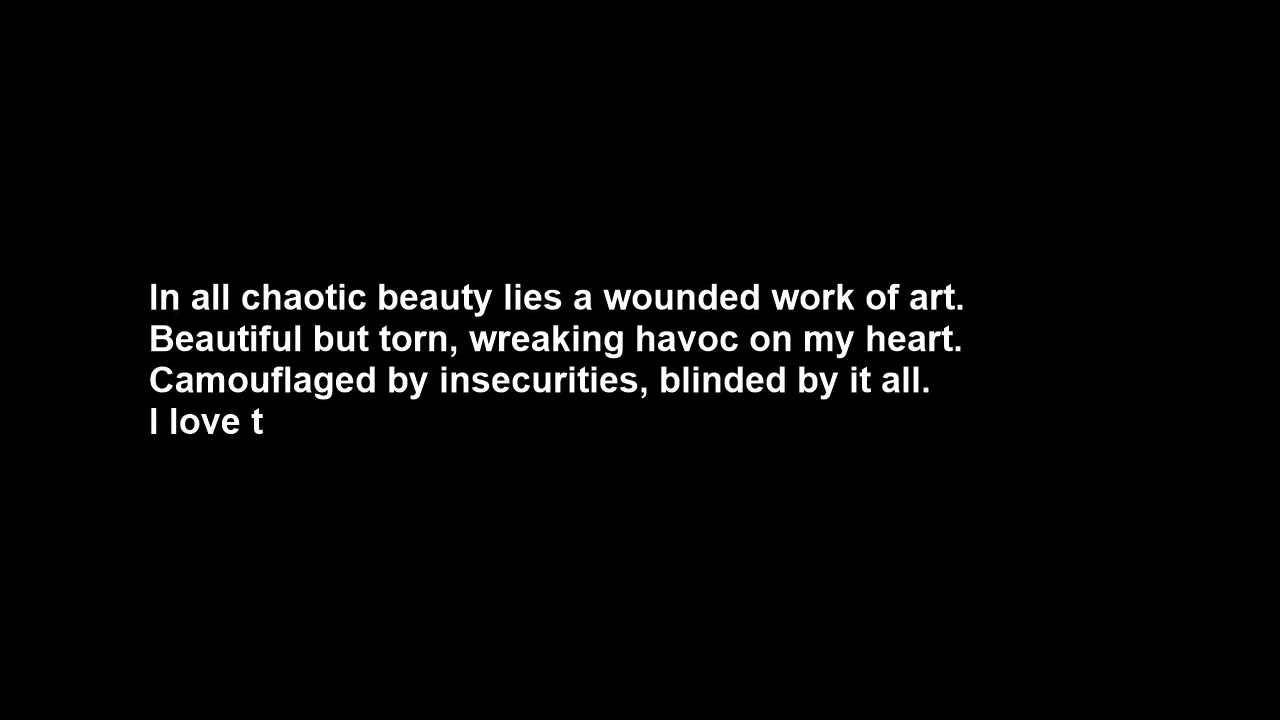 In all chaotic beauty lies a wounded work of art.
Beautiful but torn, wreaking havoc on my heart.
Camouflaged by insecurities, blinded by it all.
I love t